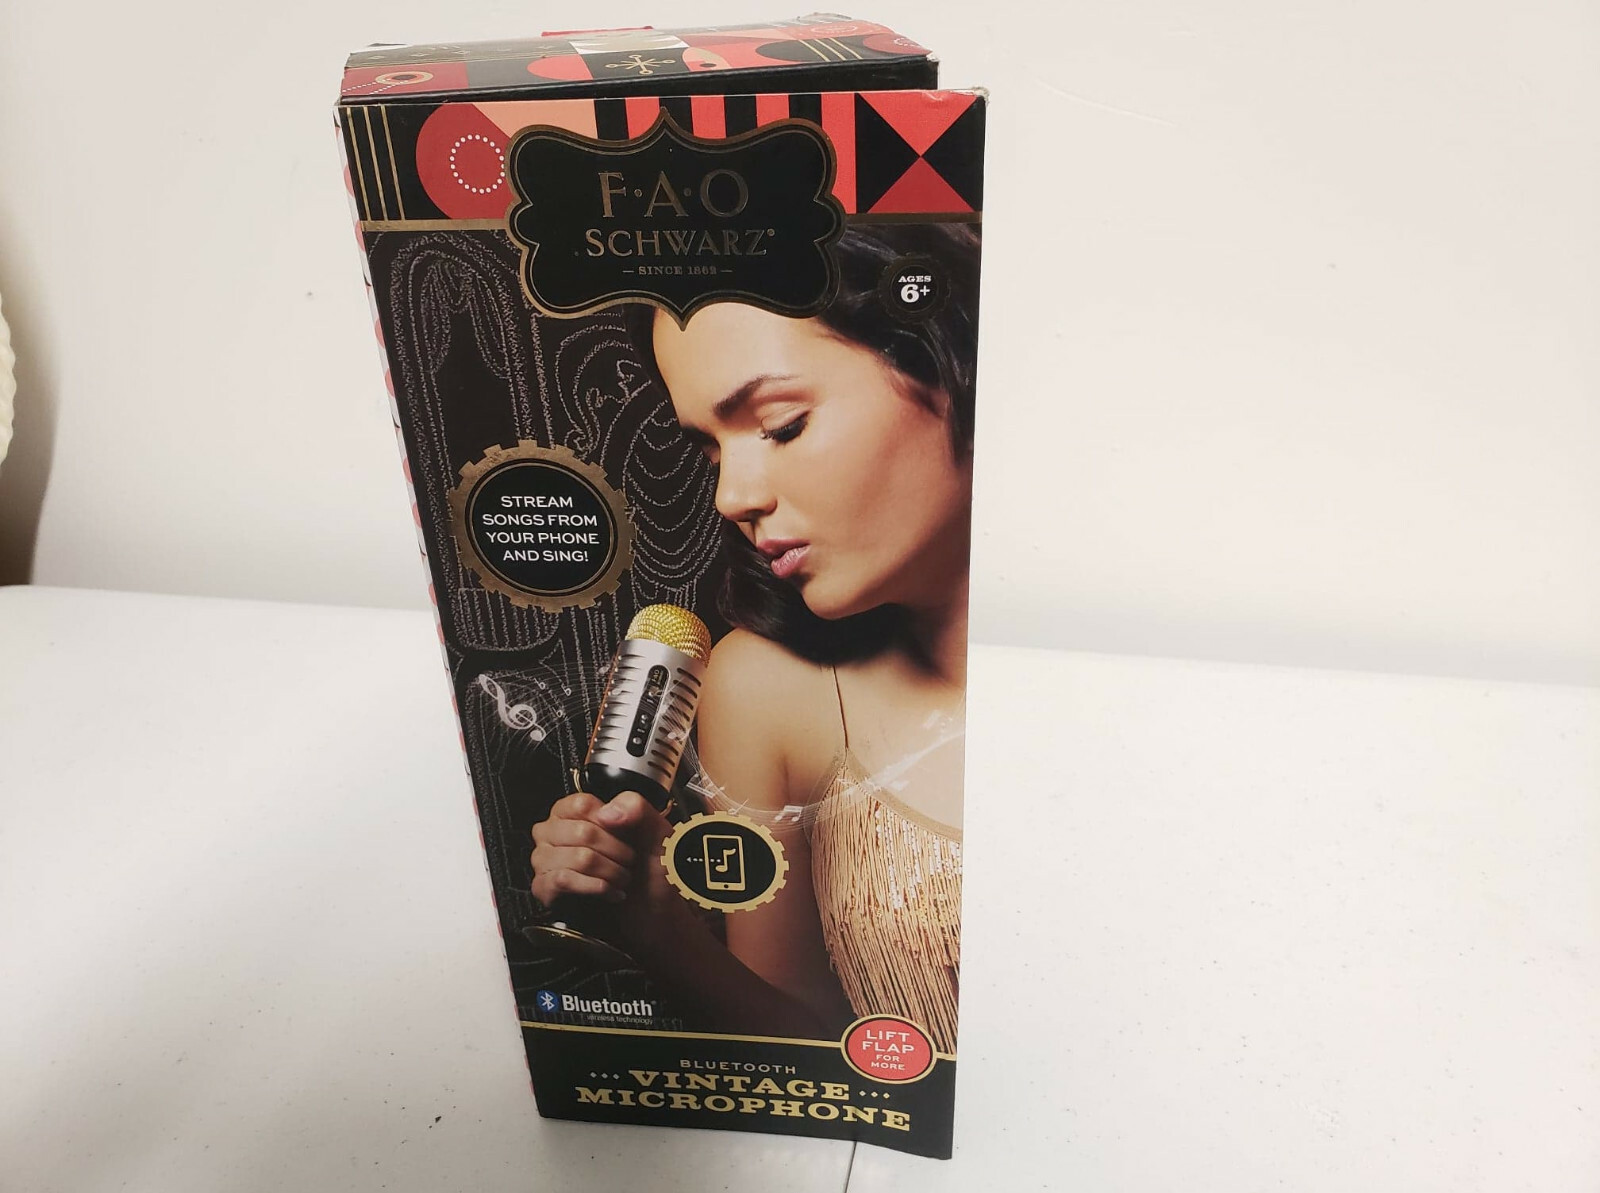 F·A·O
SCHWARZ®
— SINCE 1862 —
AGES
6+
STREAM
SONGS FROM
YOUR PHONE
AND SING!
Bluetooth®
wireless technology
LIFT
FLAP
FOR
MORE
BLUETOOTH
VINTAGE
MICROPHONE